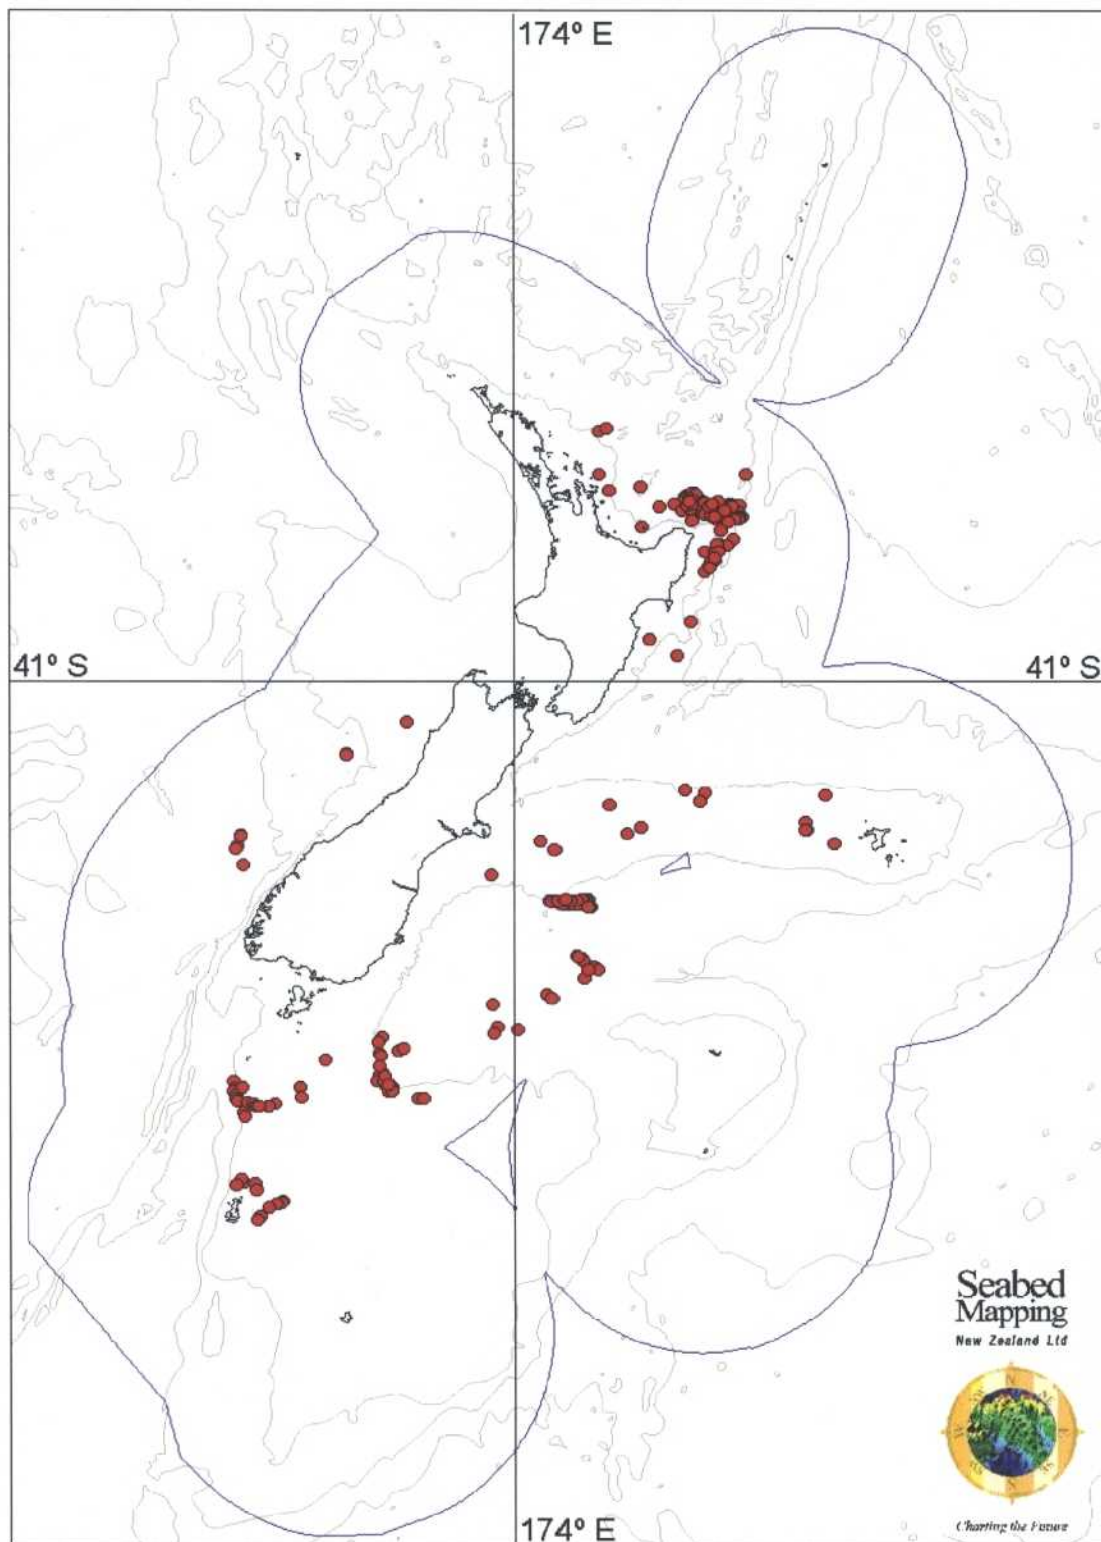 174º E
41º S
41º S
Seabed
Mapping
New Zealand Ltd
N
E
S
W
Charting the Future
174º E